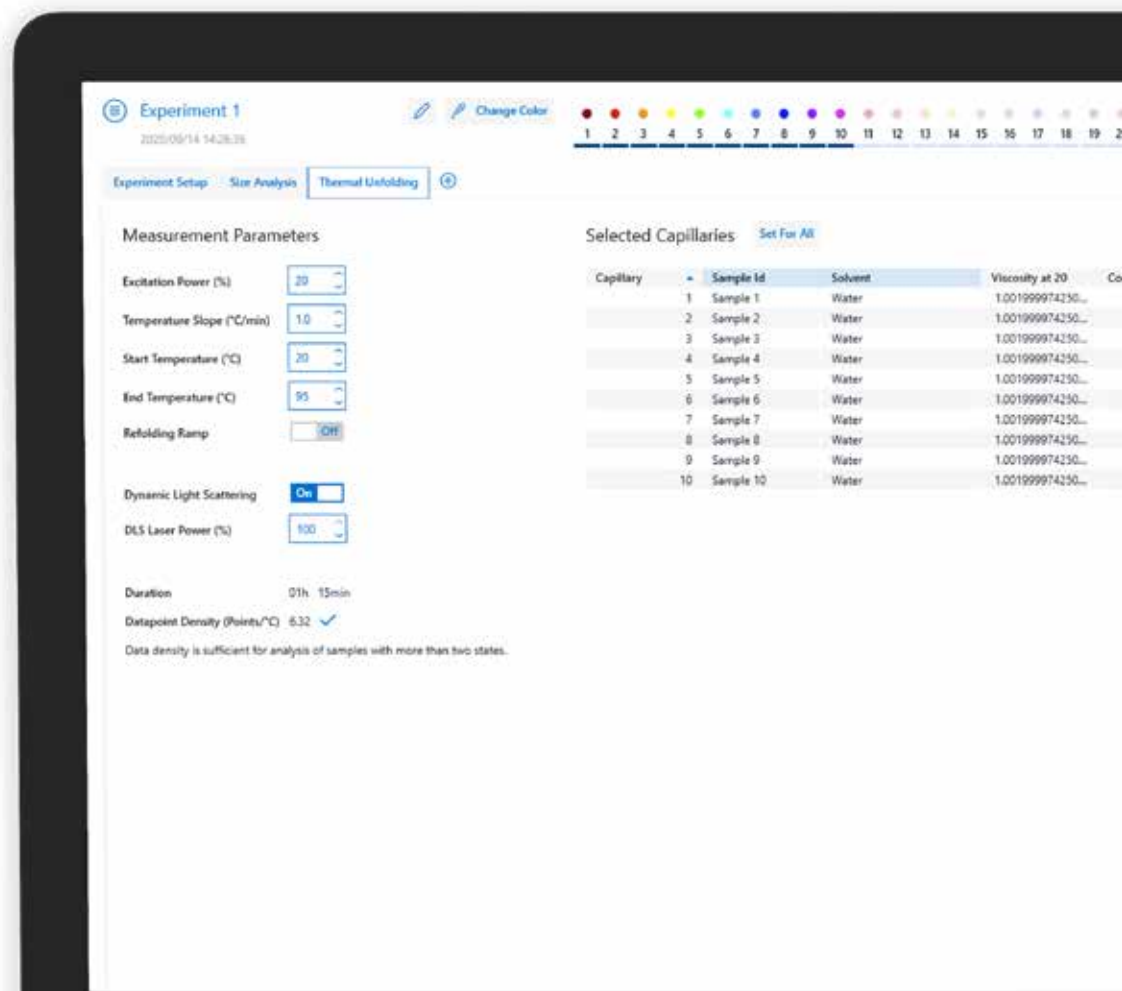 Experiment 1
Change Color
1 2 3 4 5 6 7 8 9 10 11 12 13 14 15 16 17 18 19
Experiment Setup Size Analysis Thermal Unfolding
Measurement Parameters
Selected Capillaries Set For All
Excitation Power (%) 20
Temperature Slope (°C/min) 1.0
Start Temperature (°C) 20
End Temperature (°C) 95
Refolding Ramp Off
Dynamic Light Scattering On
DLS Laser Power (%) 100
Duration 01h 15min
Datapoint Density (Points/°C) 6.32
Data density is sufficient for analysis of samples with more than two states.
Capillary Sample Id Solvent Viscosity at 20 Co
1 Sample 1 Water 1.001999974250...
2 Sample 2 Water 1.001999974250...
3 Sample 3 Water 1.001999974250...
4 Sample 4 Water 1.001999974250...
5 Sample 5 Water 1.001999974250...
6 Sample 6 Water 1.001999974250...
7 Sample 7 Water 1.001999974250...
8 Sample 8 Water 1.001999974250...
9 Sample 9 Water 1.001999974250...
10 Sample 10 Water 1.001999974250...